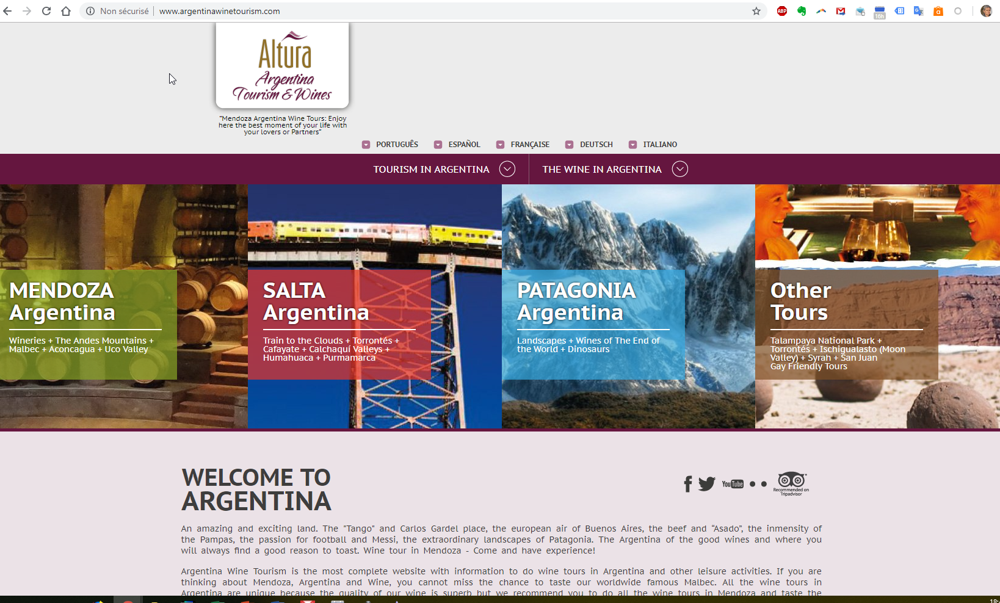 Non sécurisé | www.argentinawinetourism.com
ABP
16h
Altura
Argentina
Tourism & Wines
“Mendoza Argentina Wine Tours: Enjoy
here the best moment of your life with
your lovers or Partners”
PORTUGUÊS ESPAÑOL FRANÇAISE DEUTSCH ITALIANO
TOURISM IN ARGENTINA THE WINE IN ARGENTINA
MENDOZA
Argentina
Wineries + The Andes Mountains +
Malbec + Aconcagua + Uco Valley
SALTA
Argentina
Train to the Clouds + Torrontés +
Cafayate + Calchaquí Valleys +
Humahuaca + Purmamarca
PATAGONIA
Argentina
Landscapes + Wines of The End of
the World + Dinosaurs
Other
Tours
Talampaya National Park +
Torrontés + Ischigualasto (Moon
Valley) + Syrah + San Juan
Gay Friendly Tours
WELCOME TO
ARGENTINA
YouTube
Recommended on
Tripadvisor
An amazing and exciting land. The "Tango" and Carlos Gardel place, the european air of Buenos Aires, the beef and “Asado”, the inmensity of
the Pampas, the passion for football and Messi, the extraordinary landscapes of Patagonia. The Argentina of the good wines and where you
will always find a good reason to toast. Wine tour in Mendoza - Come and have experience!
Argentina Wine Tourism is the most complete website with information to do wine tours in Argentina and other leisure activities. If you are
thinking about Mendoza, Argentina and Wine, you cannot miss the chance to taste our worldwide famous Malbec. All the wine tours in
Argentina are unique because the quality of our wine is superb but we recommend you to do all the wine tours in Mendoza and taste the